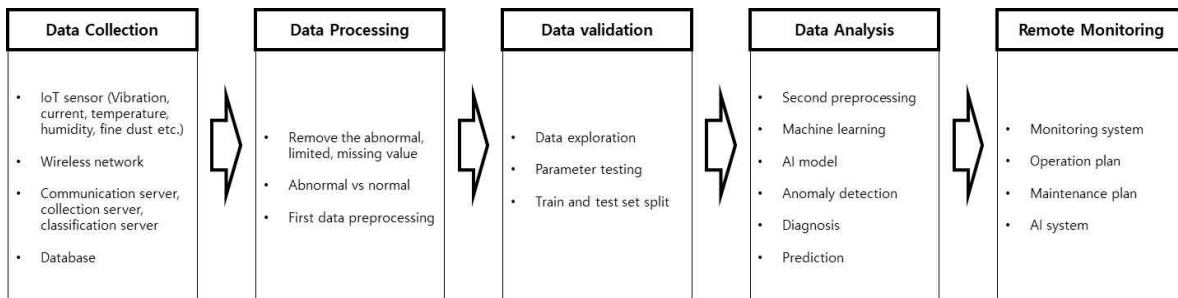 Data Collection
• IoT sensor (Vibration,
current, temperature,
humidity, fine dust etc.)
• Wireless network
• Communication server,
collection server,
classification server
• Database
Data Processing
• Remove the abnormal,
limited, missing value
• Abnormal vs normal
• First data preprocessing
Data validation
• Data exploration
• Parameter testing
• Train and test set split
Data Analysis
• Second preprocessing
• Machine learning
• AI model
• Anomaly detection
• Diagnosis
• Prediction
Remote Monitoring
• Monitoring system
• Operation plan
• Maintenance plan
• AI system